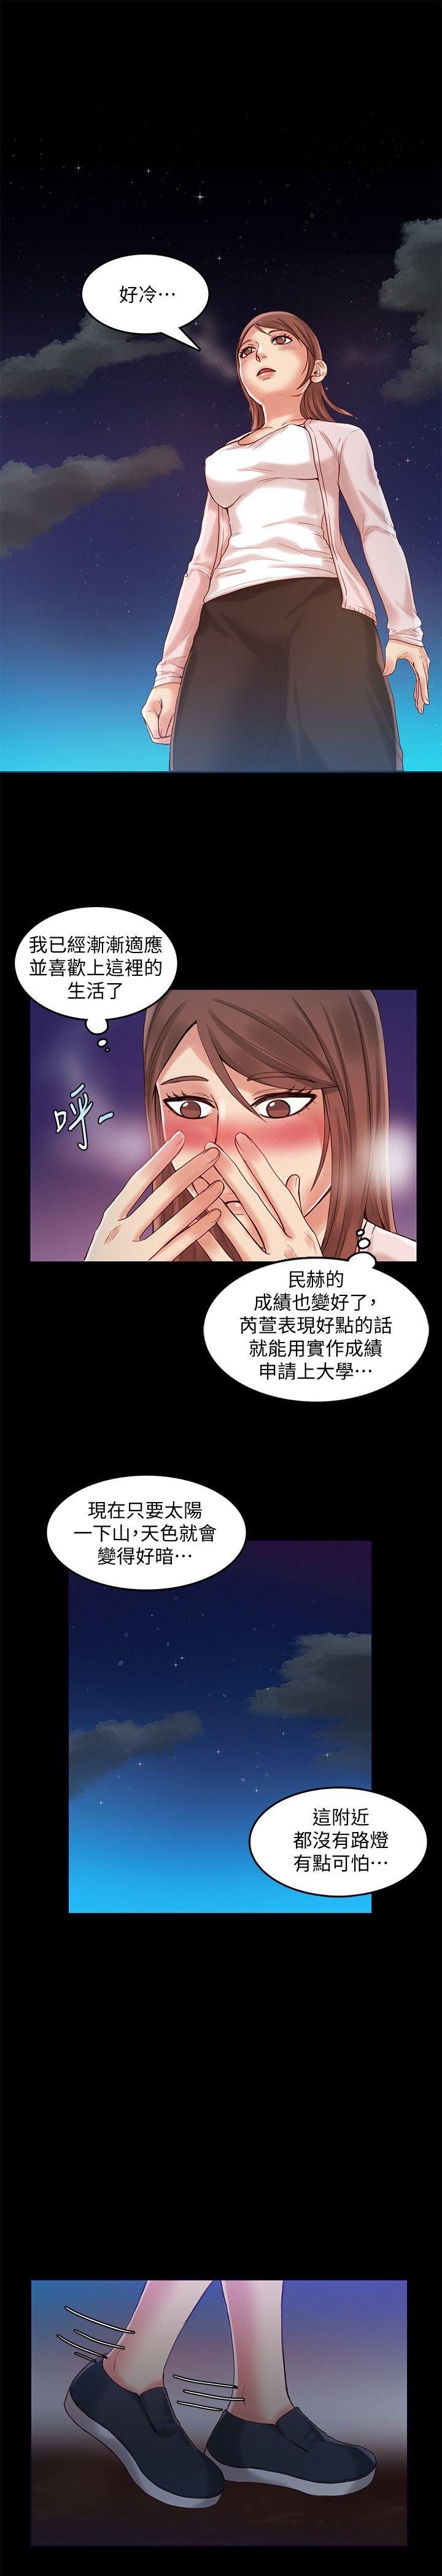 好冷⋯
我已經漸漸適應
並喜歡上這裡的
生活了
呼~
民赫的
成績也變好了,
芮萱表現好點的話
就能用實作成績
申請上大學⋯
現在只要太陽
一下山,天色就會
變得好暗⋯
這附近
都沒有路燈
有點可怕⋯